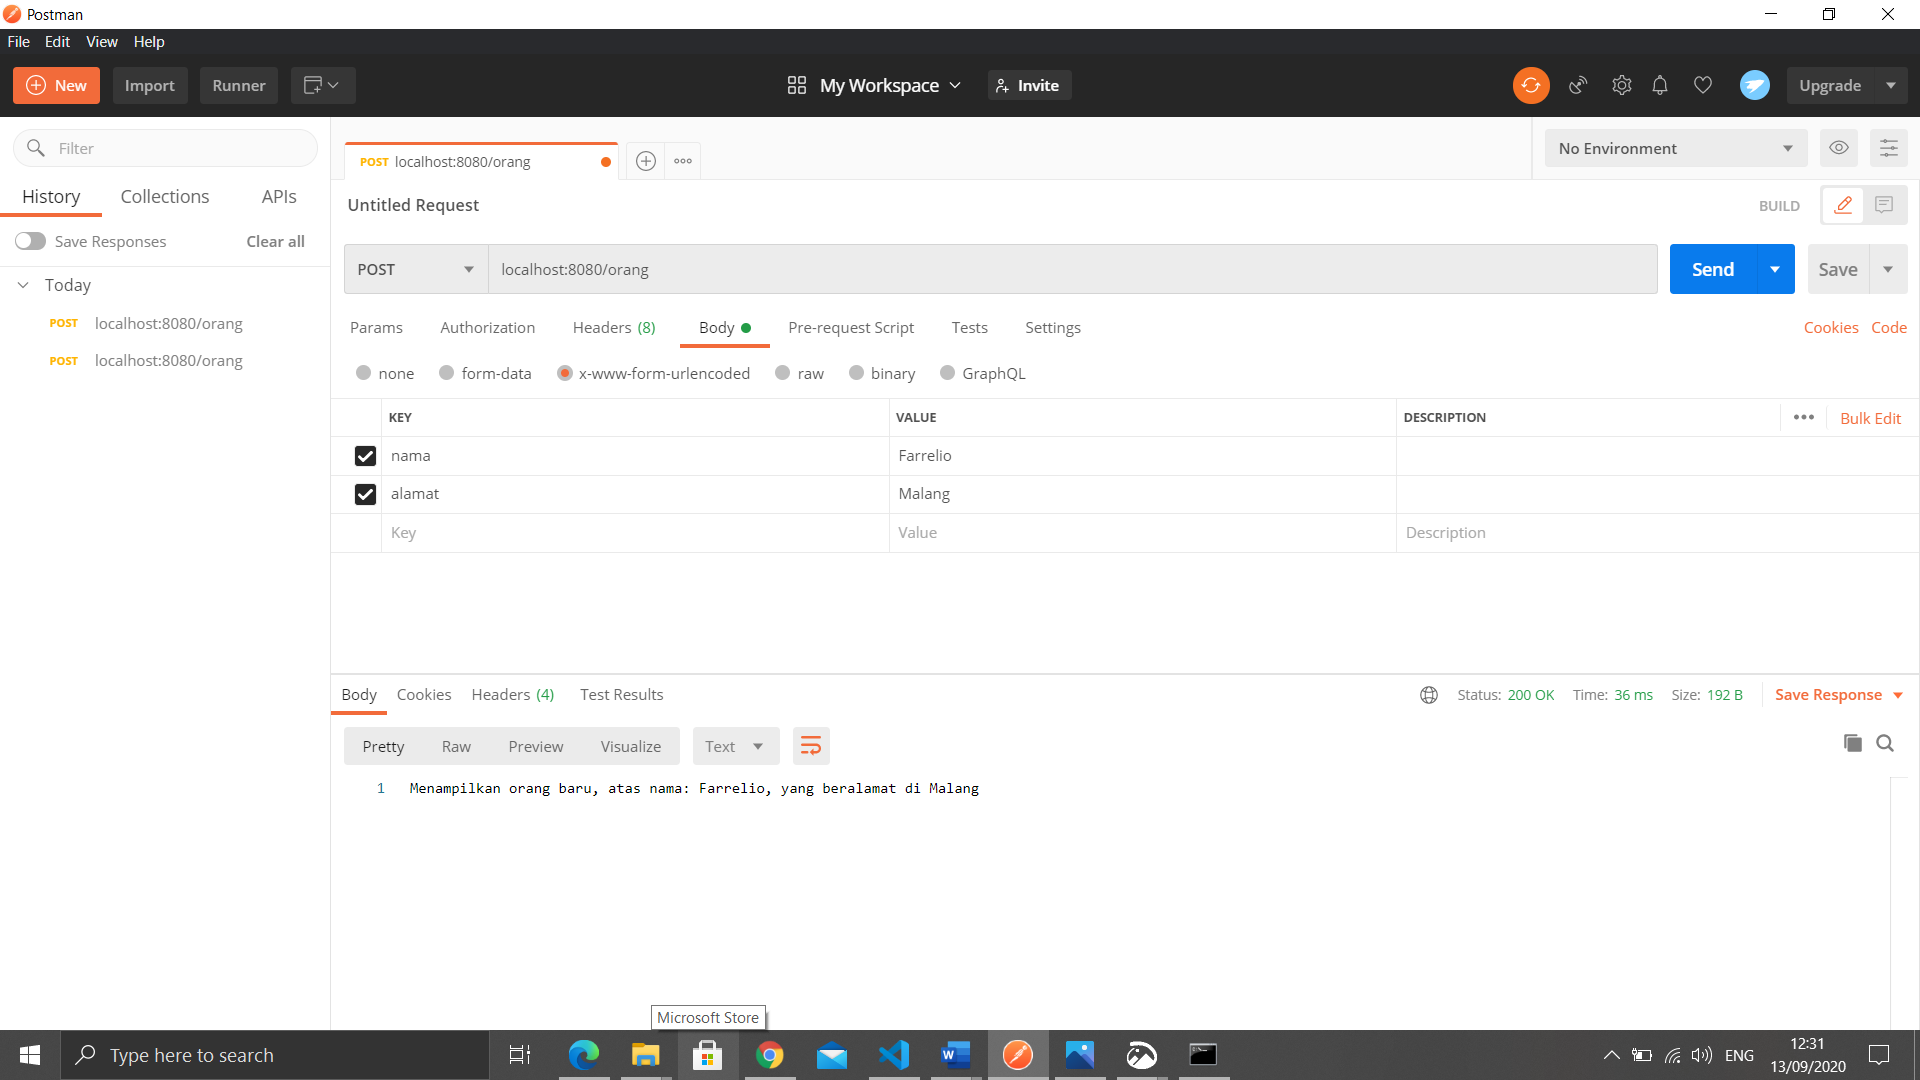 Postman
File Edit View Help
New Import Runner My Workspace Invite Upgrade
Filter
History Collections APIs
Save Responses Clear all
Today
POST localhost:8080/orang
POST localhost:8080/orang
POST localhost:8080/orang
No Environment
Untitled Request
BUILD
POST localhost:8080/orang Send Save
Params Authorization Headers (8) Body Pre-request Script Tests Settings Cookies Code
none form-data x-www-form-urlencoded raw binary GraphQL
KEY VALUE DESCRIPTION Bulk Edit
nama Farrelio
alamat Malang
Key Value Description
Body Cookies Headers (4) Test Results Status: 200 OK Time: 36 ms Size: 192 B Save Response
Pretty Raw Preview Visualize Text
1 Menampilkan orang baru, atas nama: Farrelio, yang beralamat di Malang
Microsoft Store
Type here to search
ENG
12:31
13/09/2020